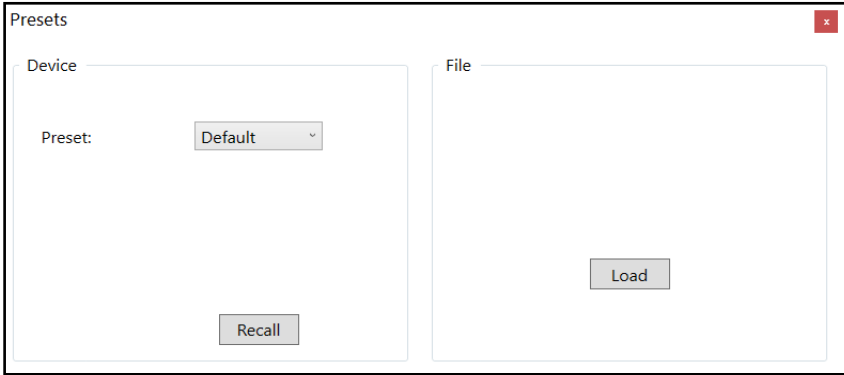 Presets
x
Device
Preset:
Default
Recall
File
Load